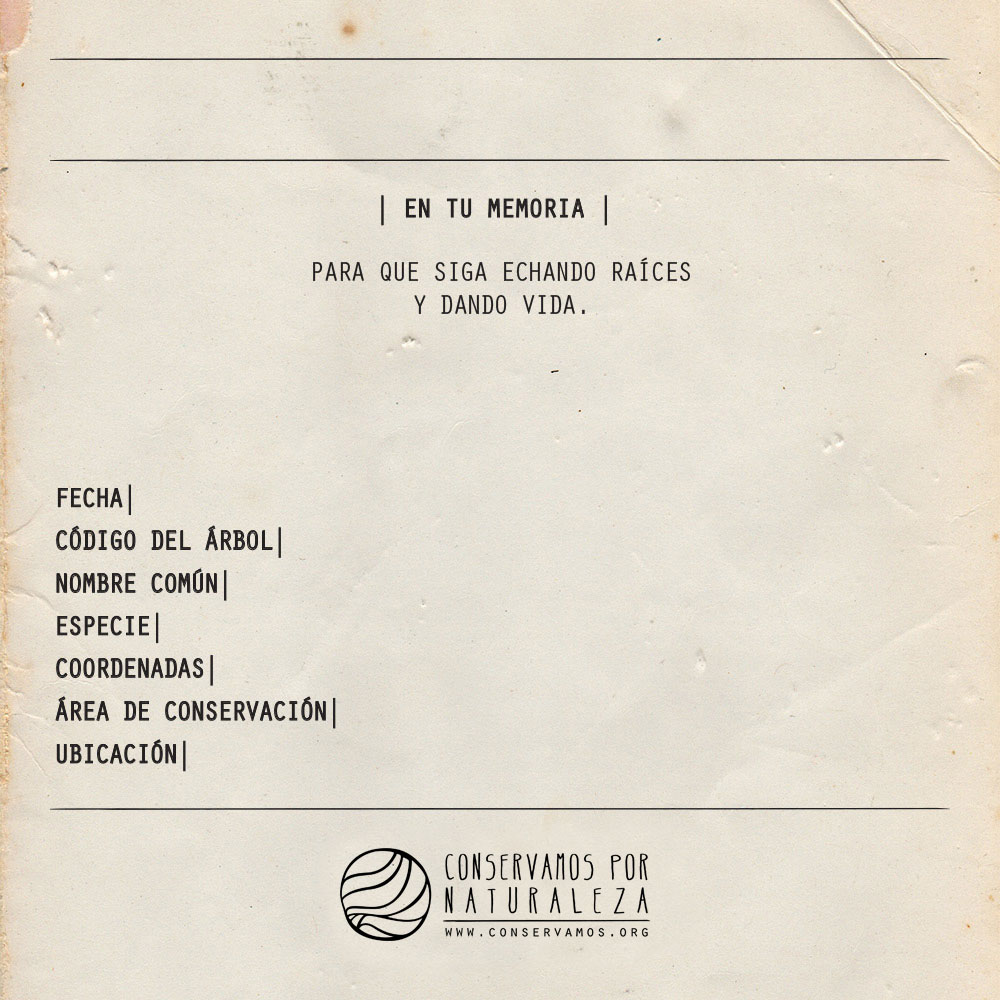 | EN TU MEMORIA |
PARA QUE SIGA ECHANDO RAÍCES
Y DANDO VIDA.
FECHA|
CÓDIGO DEL ÁRBOL|
NOMBRE COMÚN|
ESPECIE|
COORDENADAS|
ÁREA DE CONSERVACIÓN|
UBICACIÓN|
CONSERVAMOS POR
NATURALEZA
WWW.CONSERVAMOS.ORG